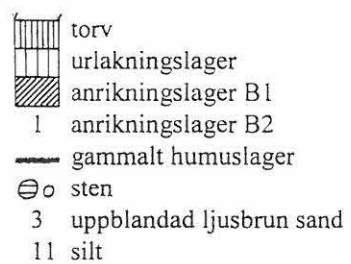 torv
urlakningslager
anrikningslager B1
1 anrikningslager B2
gammalt humuslager
sten
3 uppblandad ljusbrun sand
11 silt